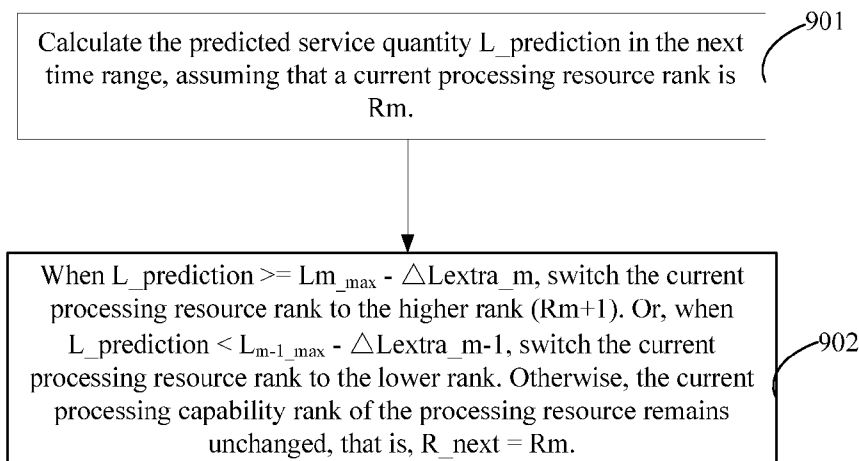 Calculate the predicted service quantity L_prediction in the next
time range, assuming that a current processing resource rank is
Rm.
901
When L_prediction >= Lm_max - △Lextra_m, switch the current
processing resource rank to the higher rank (Rm+1). Or, when
L_prediction < Lm-1_max - △Lextra_m-1, switch the current
processing resource rank to the lower rank. Otherwise, the current
processing capability rank of the processing resource remains
unchanged, that is, R_next = Rm.
902